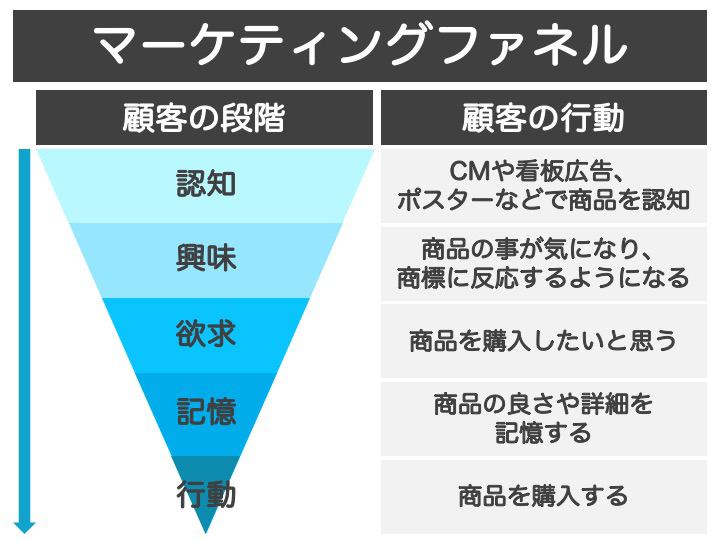 マーケティングファネル
顧客の段階
顧客の行動
認知
CMや看板広告、
ポスターなどで商品を認知
興味
商品の事が気になり、
商標に反応するようになる
欲求
商品を購入したいと思う
記憶
商品の良さや詳細を
記憶する
行動
商品を購入する